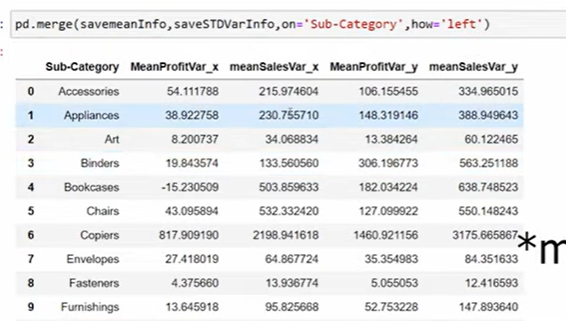 : pd.merge(savemeanInfo,saveSTDVarInfo,on='Sub-Category',how='left')
:
Sub-Category MeanProfitVar_x meanSalesVar_x MeanProfitVar_y meanSalesVar_y
0 Accessories 54.111788 215.974604 106.155455 334.965015
1 Appliances 38.922758 230.755710 148.319146 388.949643
2 Art 8.200737 34.068834 13.384264 60.122465
3 Binders 19.843574 133.560560 306.196773 563.251188
4 Bookcases -15.230509 503.859633 182.034224 638.748523
5 Chairs 43.095894 532.332420 127.099922 550.148243
6 Copiers 817.909190 2198.941618 1460.921156 3175.665867
*m
7 Envelopes 27.418019 64.867724 35.354983 84.351633
8 Fasteners 4.375660 13.936774 5.055053 12.416593
9 Furnishings 13.645918 95.825668 52.753228 147.893640